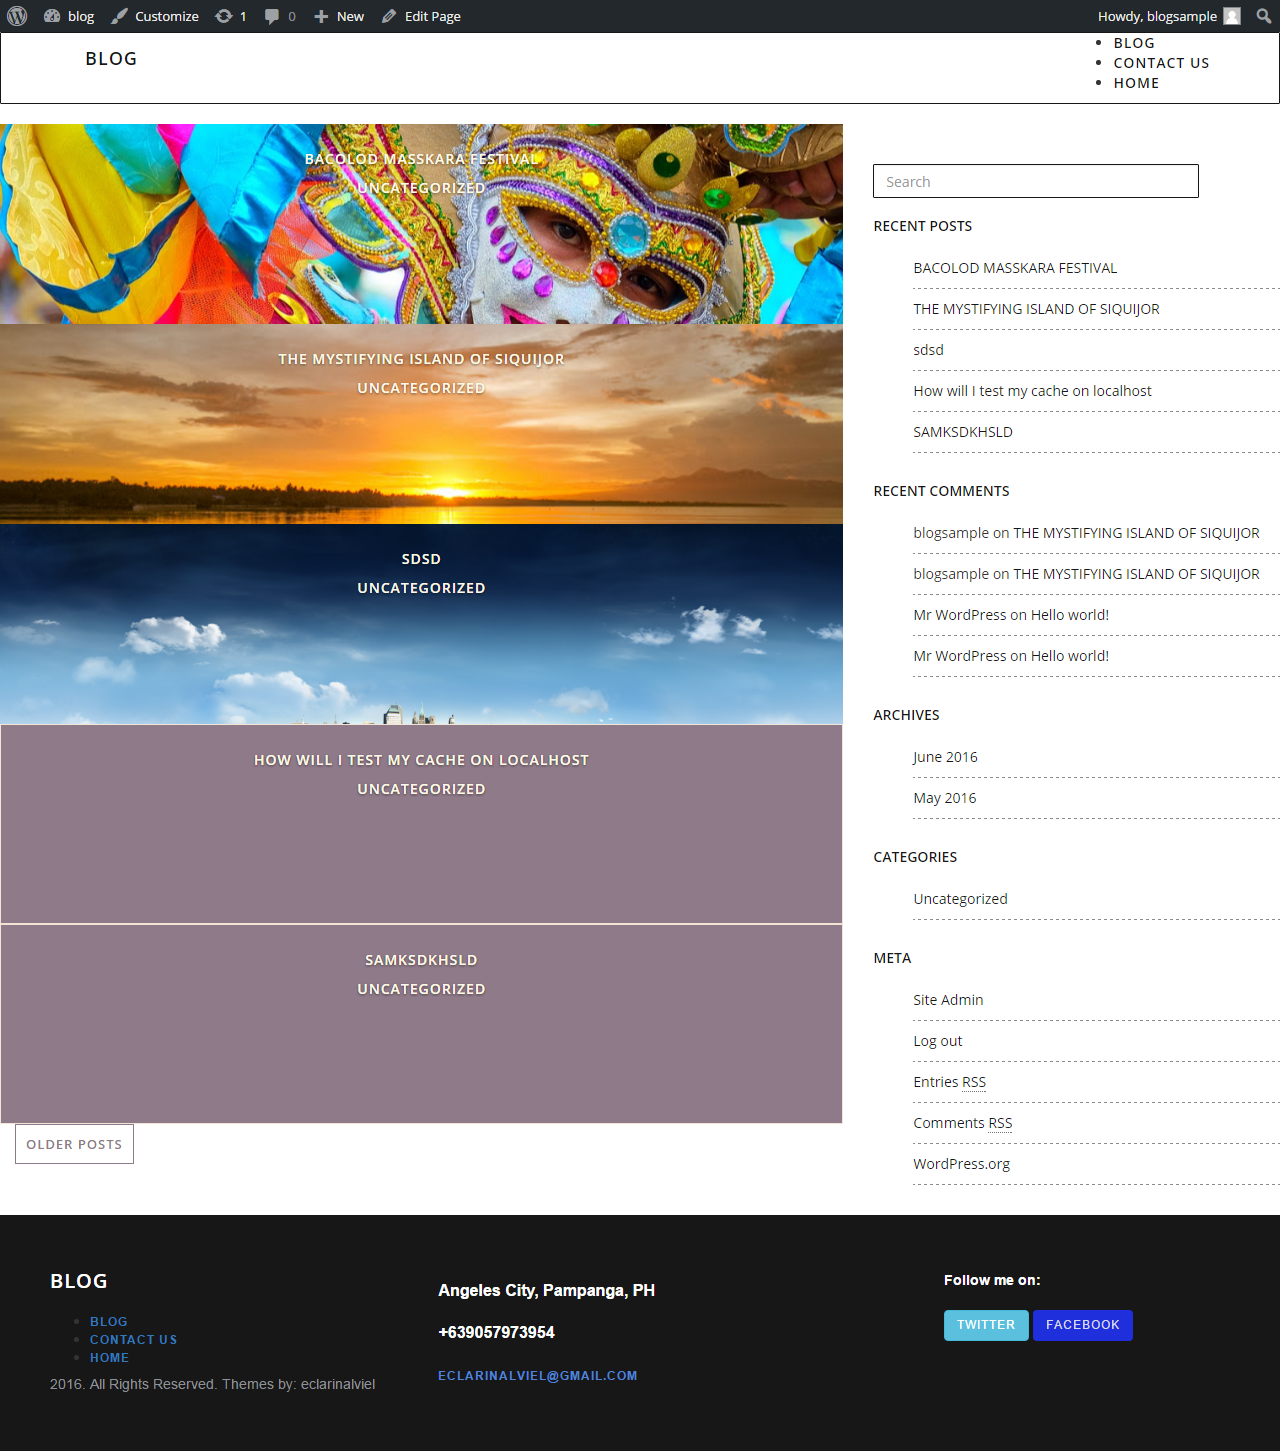 blog Customize 1 0 New Edit Page Howdy, blogsample
BLOG
BLOG
CONTACT US
HOME
BACOLOD MASSKARA FESTIVAL
UNCATEGORIZED
THE MYSTIFYING ISLAND OF SIQUIJOR
UNCATEGORIZED
SDSD
UNCATEGORIZED
HOW WILL I TEST MY CACHE ON LOCALHOST
UNCATEGORIZED
SAMKSDKHSLD
UNCATEGORIZED
OLDER POSTS
Search
RECENT POSTS
BACOLOD MASSKARA FESTIVAL
THE MYSTIFYING ISLAND OF SIQUIJOR
sdsd
How will I test my cache on localhost
SAMKSDKHSLD
RECENT COMMENTS
blogsample on THE MYSTIFYING ISLAND OF SIQUIJOR
blogsample on THE MYSTIFYING ISLAND OF SIQUIJOR
Mr WordPress on Hello world!
Mr WordPress on Hello world!
ARCHIVES
June 2016
May 2016
CATEGORIES
Uncategorized
META
Site Admin
Log out
Entries RSS
Comments RSS
WordPress.org
BLOG
BLOG
CONTACT US
HOME
2016. All Rights Reserved. Themes by: eclarinalviel
Angeles City, Pampanga, PH
+639057973954
ECLARINALVIEL@GMAIL.COM
Follow me on:
TWITTER FACEBOOK